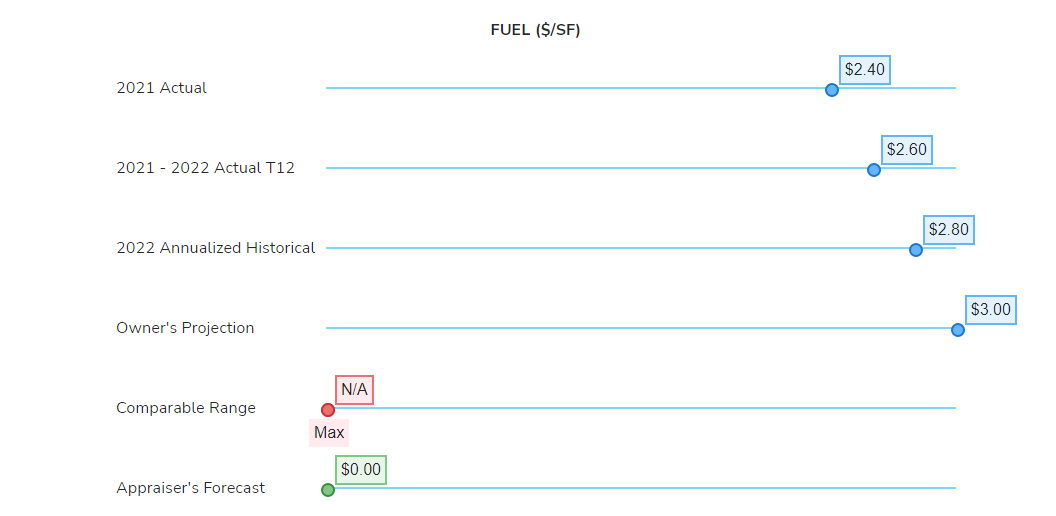 FUEL ($/SF)
2021 Actual
$2.40
2021 - 2022 Actual T12
$2.60
2022 Annualized Historical
$2.80
Owner's Projection
$3.00
Comparable Range
N/A
Max
Appraiser's Forecast
$0.00